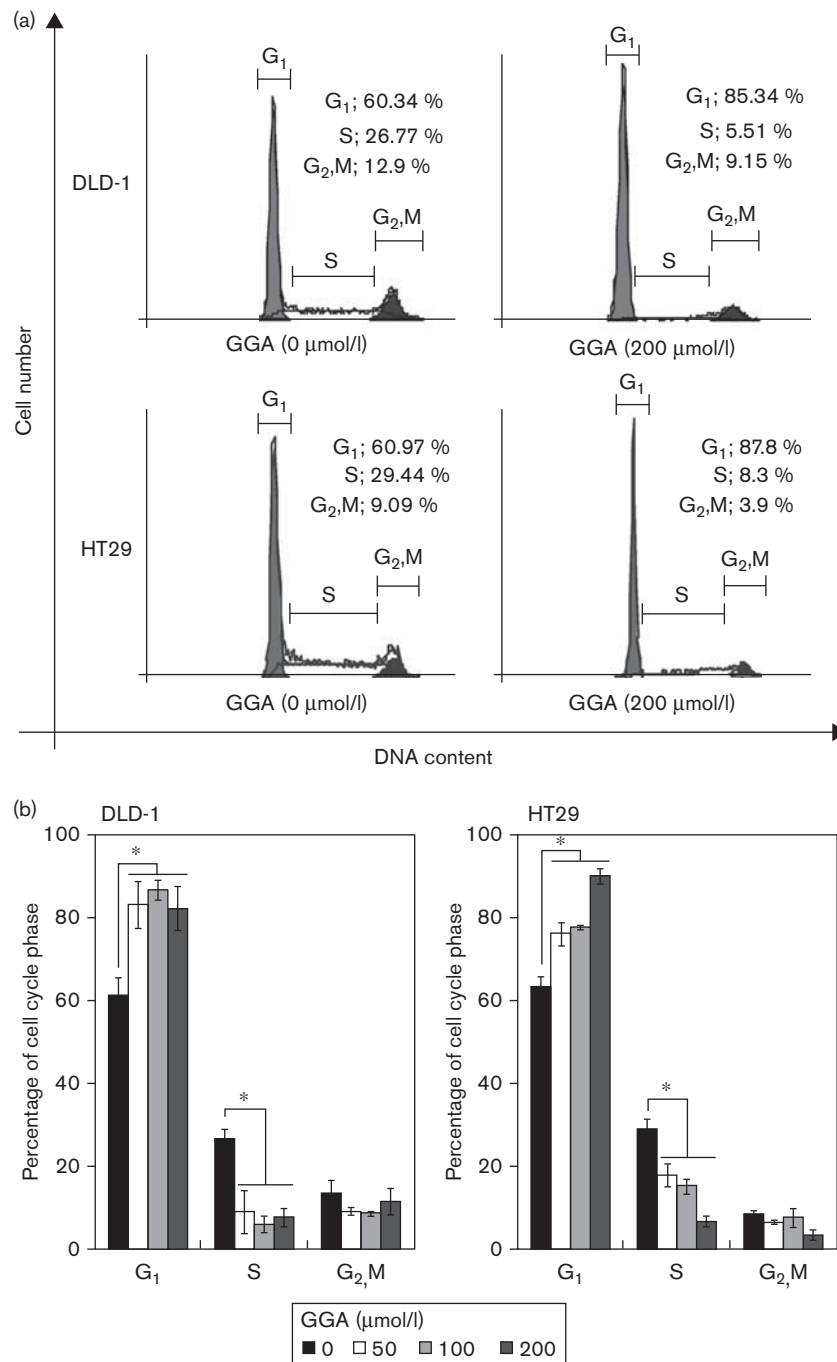 (a)
G1
G1; 60.34 %
S; 26.77 %
G2,M; 12.9 %
G2,M
S
DLD-1
GGA (0 μmol/l)
G1
G1; 85.34%
S; 5.51 %
G2,M; 9.15 %
G2,M
S
GGA (200 μmol/l)
Cell number
G1
G1; 60.97 %
S; 29.44 %
G2,M; 9.09 %
G2,M
S
HT29
GGA (0 μmol/l)
G1
G1; 87.8%
S; 8.3 %
G2,M; 3.9 %
G2,M
S
GGA (200 μmol/l)
DNA content
(b)
DLD-1
100
80
60
40
20
0
Percentage of cell cycle phase
*
*
G1
S
G2,M
HT29
100
80
60
40
20
0
Percentage of cell cycle phase
*
*
G1
S
G2,M
GGA (μmol/l)
0 50 100 200